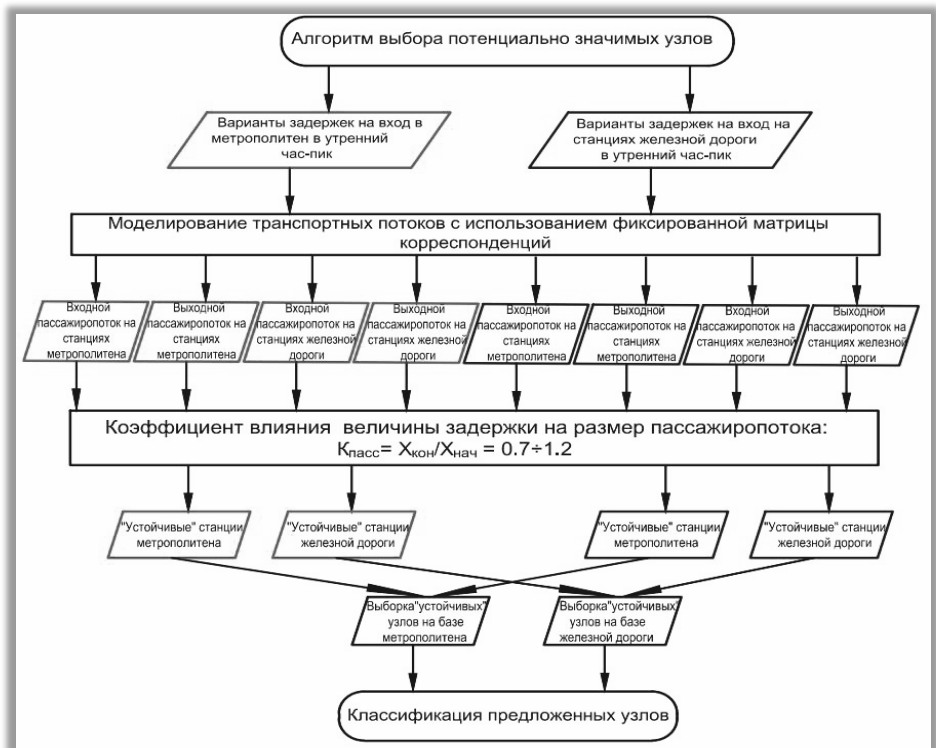 Алгоритм выбора потенциально значимых узлов
Варианты задержек на вход в
метрополитен в утренний
час-пик
Варианты задержек на вход на
станциях железной дороги
в утренний час-пик
Моделирование транспортных потоков с использованием фиксированной матрицы
корреспонденций
Входной
пассажиропоток на
станциях
метрополитена
Выходной
пассажиропоток на
станциях
метрополитена
Входной
пассажиропоток на
станциях железной
дороги
Выходной
пассажиропоток на
станциях железной
дороги
Входной
пассажиропоток на
станциях
метрополитена
Выходной
пассажиропоток на
станциях
метрополитена
Входной
пассажиропоток на
станциях железной
дороги
Выходной
пассажиропоток на
станциях железной
дороги
Коэффициент влияния величины задержки на размер пассажиропотока:
Kпасс= Xкон/Xнач = 0.7÷1.2
"Устойчивые" станции
метрополитена
"Устойчивые" станции
железной дороги
"Устойчивые" станции
метрополитена
"Устойчивые" станции
железной дороги
Выборка"устойчивых"
узлов на базе
метрополитена
Выборка"устойчивых
узлов на базе
железной дороги
Классификация предложенных узлов